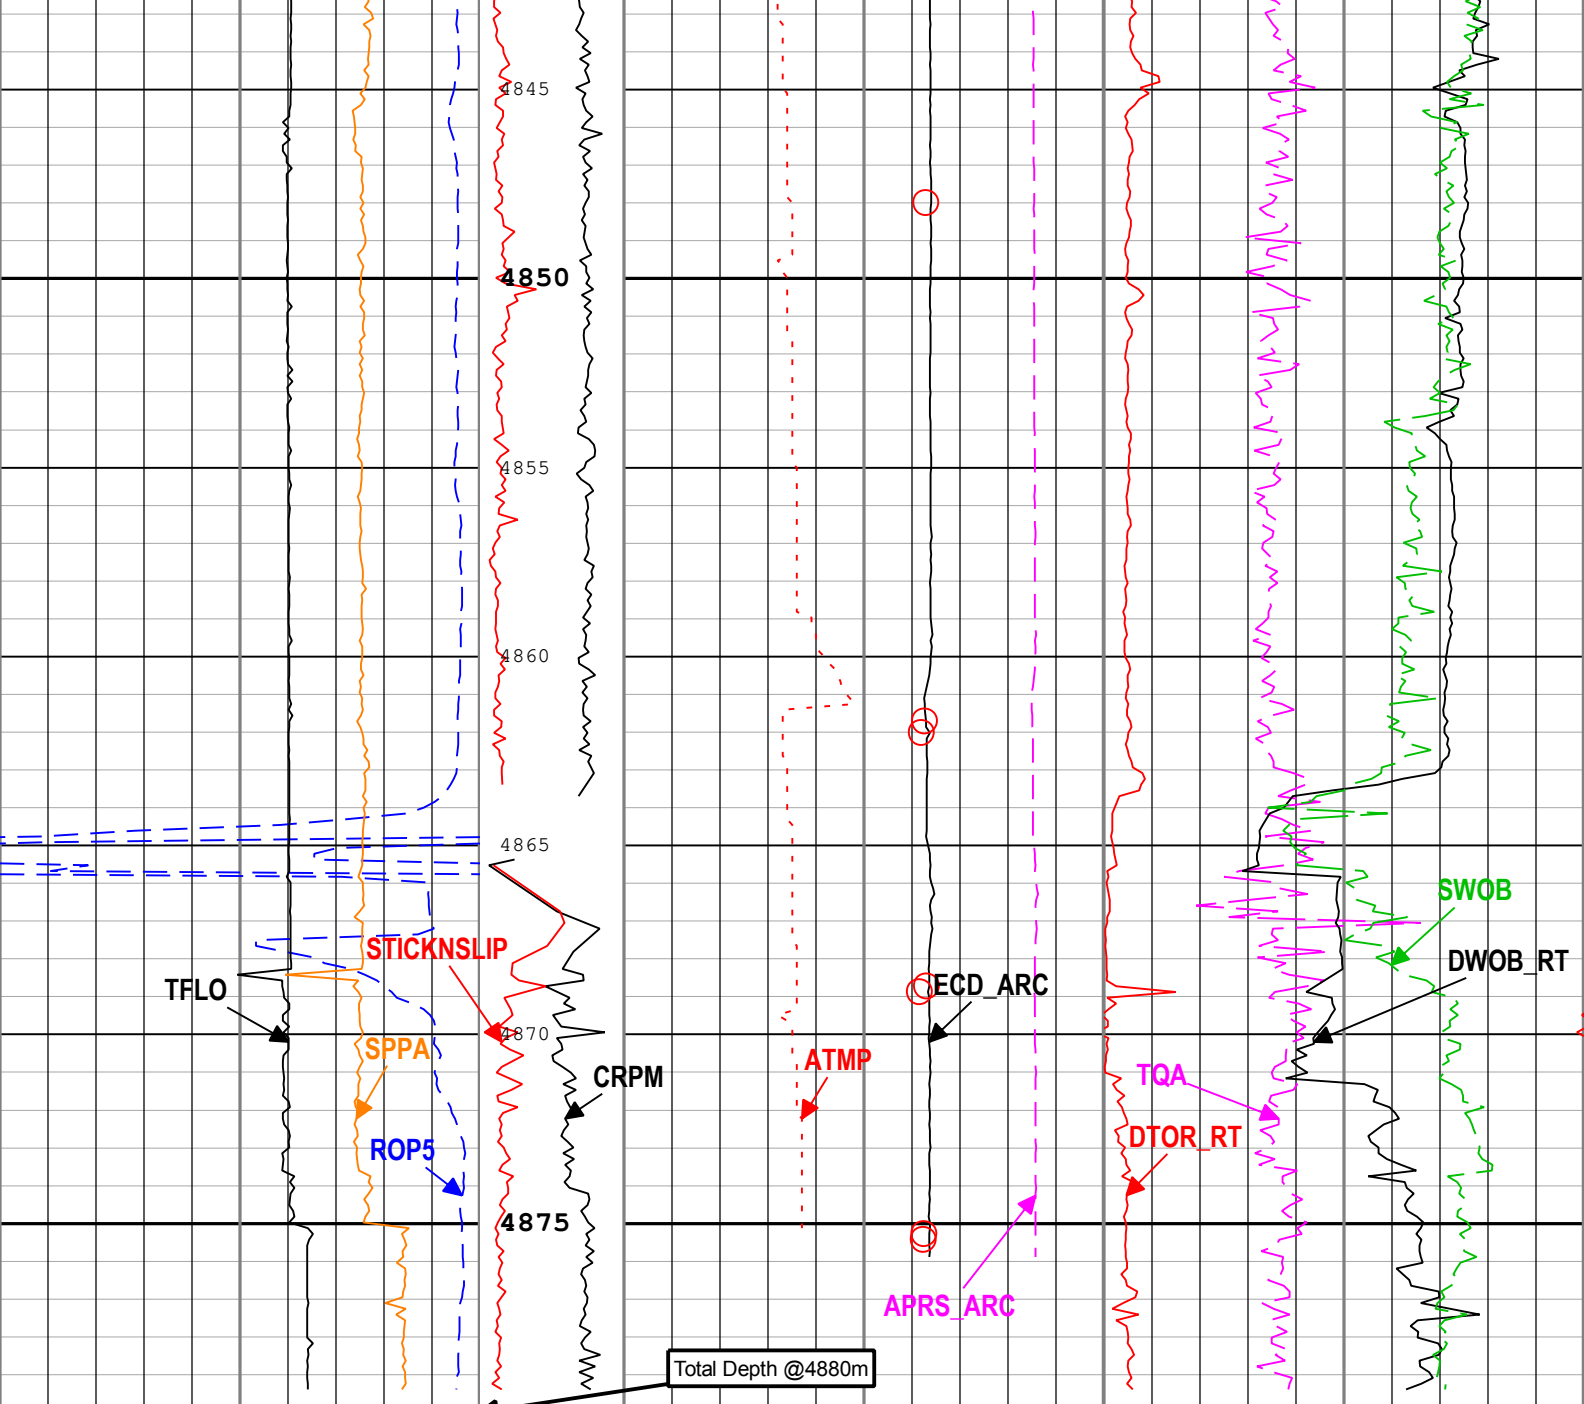 4845
4850
4855
4860
4865
SWOB
STICKNSLIP
DWOB_RT
TFLO
ECD_ARC
4870
SPPA
ATMP
CRPM
TQA
DTOR_RT
ROP5
4875
APRS_ARC
Total Depth @4880m